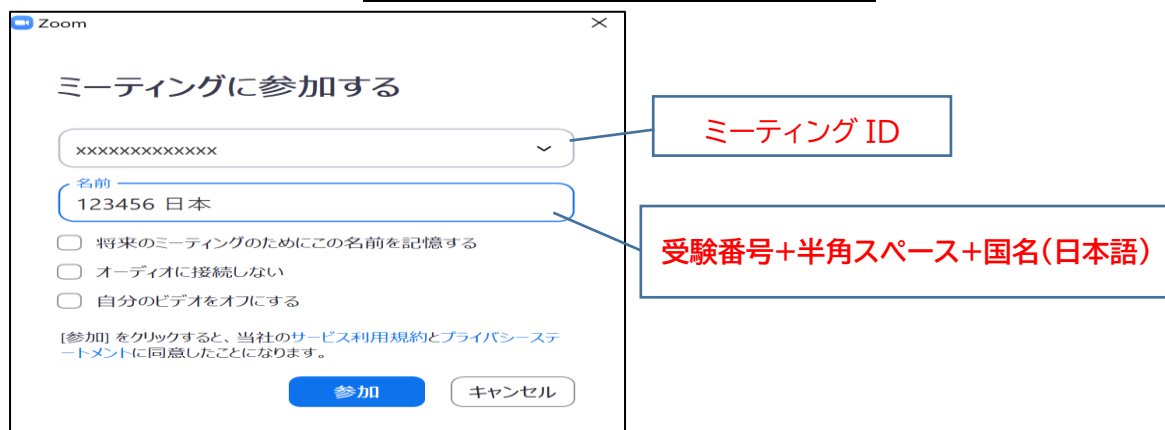 Zoom
ミーティングに参加する
xxxxxxxxxxxxx
ミーティング ID
名前
123456 日本
受験番号+半角スペース+国名(日本語)
将来のミーティングのためにこの名前を記憶する
オーディオに接続しない
自分のビデオをオフにする
[参加] をクリックすると、当社のサービス利用規約とプライバシーステ
ートメントに同意したことになります。
参加
キャンセル